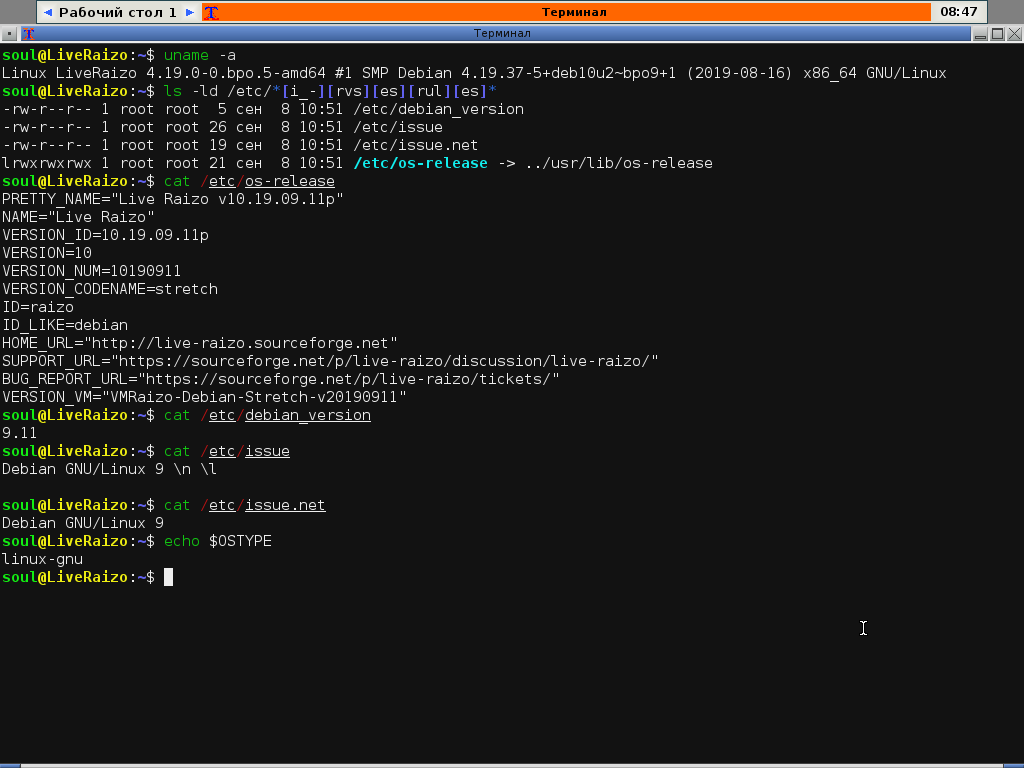 Рабочий стол 1
Терминал
08:47
Терминал
soul@LiveRaizo:~$ uname -a
Linux LiveRaizo 4.19.0-0.bpo.5-amd64 #1 SMP Debian 4.19.37-5+deb10u2~bpo9+1 (2019-08-16) x86_64 GNU/Linux
soul@LiveRaizo:~$ ls -ld /etc/*[i_-][rvs][es][rul][es]*
-rw-r--r-- 1 root root  5 сен  8 10:51 /etc/debian_version
-rw-r--r-- 1 root root 26 сен  8 10:51 /etc/issue
-rw-r--r-- 1 root root 19 сен  8 10:51 /etc/issue.net
lrwxrwxrwx 1 root root 21 сен  8 10:51 /etc/os-release -> ../usr/lib/os-release
soul@LiveRaizo:~$ cat /etc/os-release
PRETTY_NAME="Live Raizo v10.19.09.11p"
NAME="Live Raizo"
VERSION_ID=10.19.09.11p
VERSION=10
VERSION_NUM=10190911
VERSION_CODENAME=stretch
ID=raizo
ID_LIKE=debian
HOME_URL="http://live-raizo.sourceforge.net"
SUPPORT_URL="https://sourceforge.net/p/live-raizo/discussion/live-raizo/"
BUG_REPORT_URL="https://sourceforge.net/p/live-raizo/tickets/"
VERSION_VM="VMRaizo-Debian-Stretch-v20190911"
soul@LiveRaizo:~$ cat /etc/debian_version
9.11
soul@LiveRaizo:~$ cat /etc/issue
Debian GNU/Linux 9 \n \l
soul@LiveRaizo:~$ cat /etc/issue.net
Debian GNU/Linux 9
soul@LiveRaizo:~$ echo $OSTYPE
linux-gnu
soul@LiveRaizo:~$